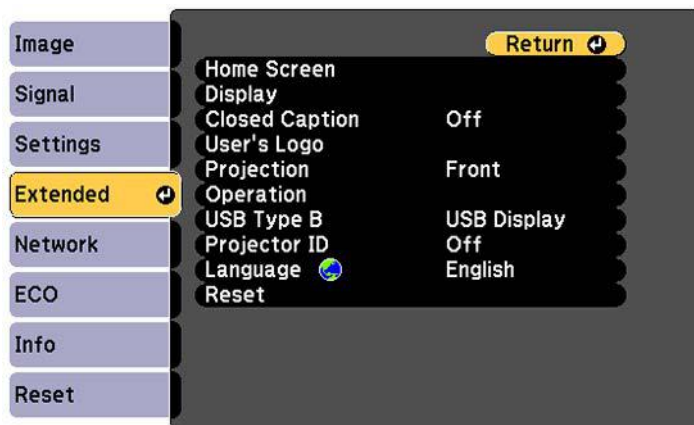 Image
Signal
Settings
Extended
Network
ECO
Info
Reset
Return
Home Screen
Display
Closed Caption Off
User's Logo
Projection Front
Operation
USB Type B USB Display
Projector ID Off
Language English
Reset